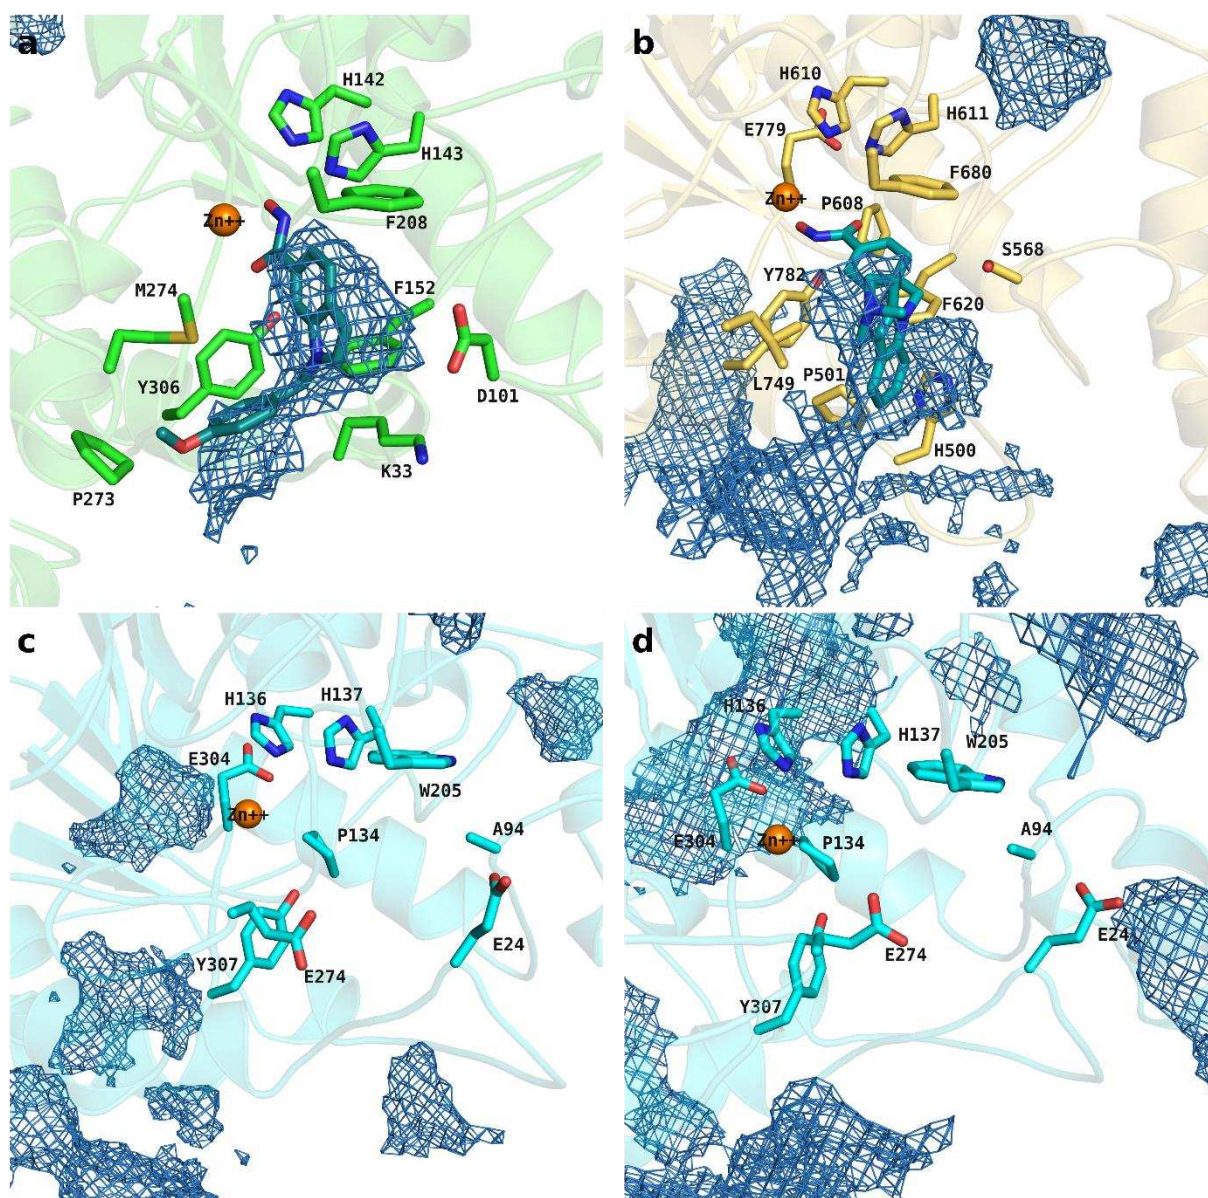 a
H142
H143
Zn++
F208
M274
F152
Y306
D101
K33
P273
b
H610
E779
H611
F680
Zn++
P608
S568
Y782
F620
L749
P501
H500
c
H136
H137
E304
W205
Zn++
P134
A94
E24
Y307
E274
d
H136
H137
W205
E304
Zn++
P134
A94
E24
E274
Y307